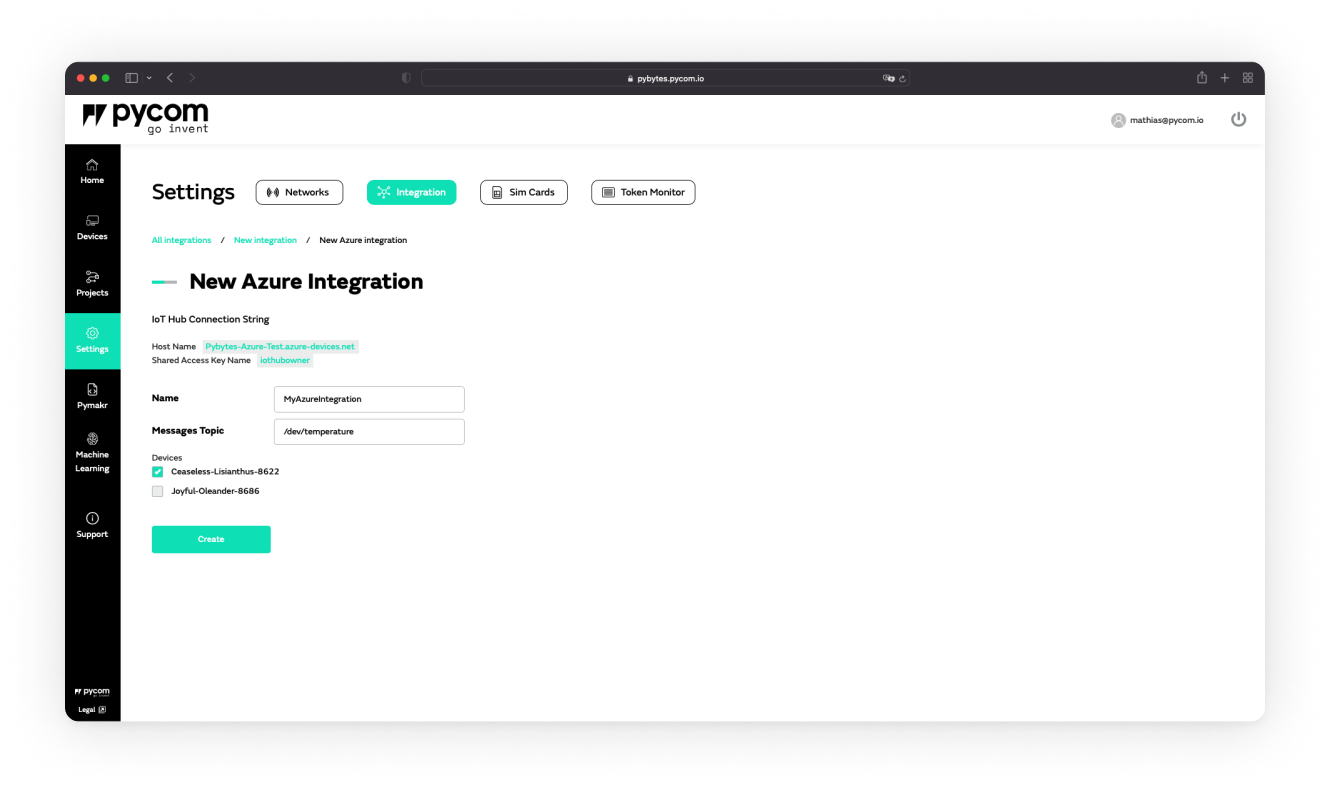 pybytes.pycom.io
pycom
go invent
mathias@pycom.io
Home
Devices
Projects
Settings
Pymakr
Machine
Learning
Support
pycom
go invent
Legal
Settings
Networks
Integration
Sim Cards
Token Monitor
All integrations / New integration / New Azure integration
New Azure Integration
IoT Hub Connection String
Host Name Pybytes-Azure-Test.azure-devices.net
Shared Access Key Name iothubowner
Name MyAzureIntegration
Messages Topic /dev/temperature
Devices
Ceaseless-Lisianthus-8622
Joyful-Oleander-8686
Create